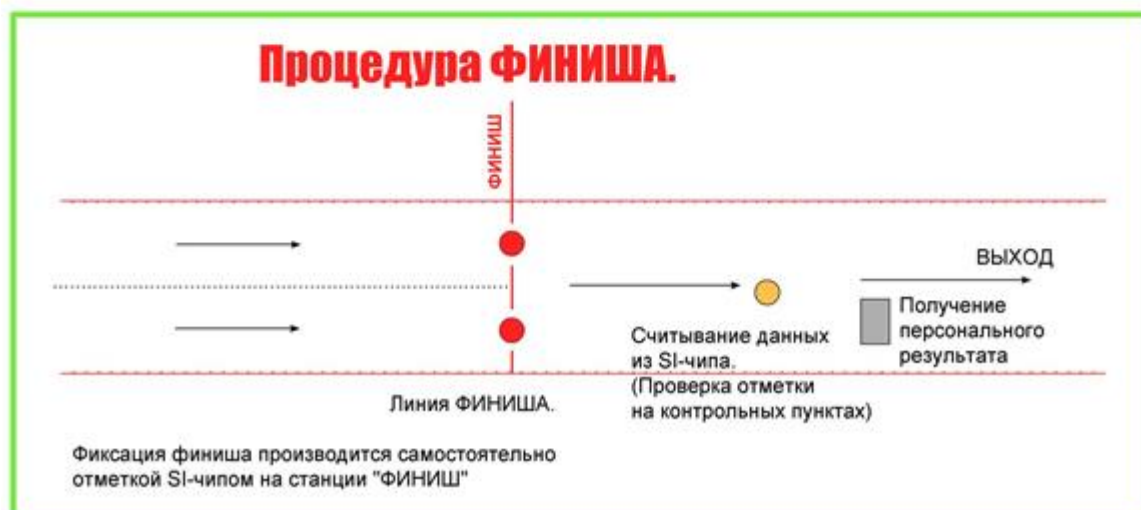 Процедура ФИНИША.
ФИНИШ
ВЫХОД
Получение
персонального
результата
Считывание данных
из SI-чипа.
(Проверка отметки
на контрольных пунктах)
Линия ФИНИША.
Фиксация финиша производится самостоятельно
отметкой SI-чипом на станции "ФИНИШ"